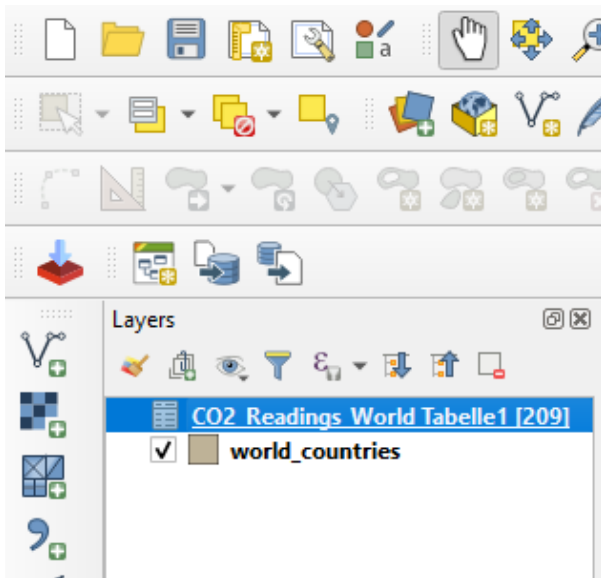 a
Layers
ε
CO2_Readings_World Tabelle1 [209]
world_countries